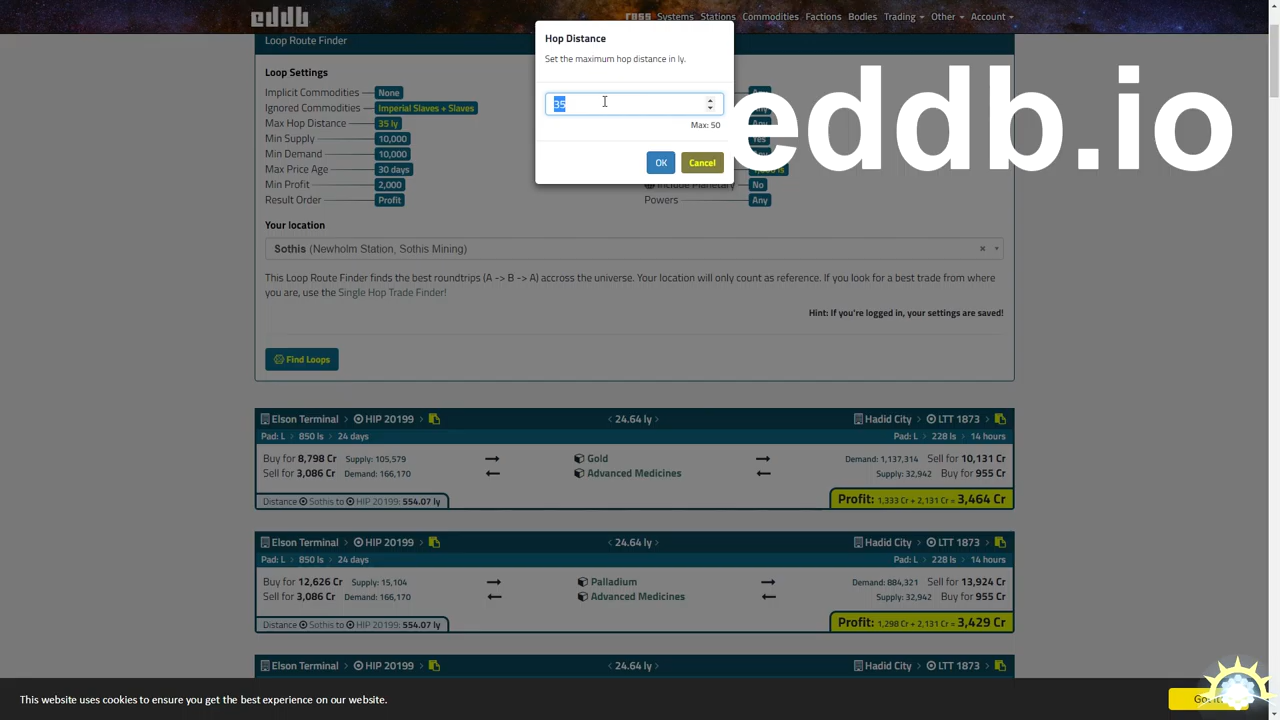 eddb
ross Systems Stations Commodities Factions Bodies Trading Other Account
Loop Route Finder
Hop Distance
Set the maximum hop distance in ly.
35
Max: 50
OK Cancel
eddb.io
Loop Settings
Implicit Commodities None
Ignored Commodities Imperial Slaves + Slaves
Max Hop Distance 35 ly
Min Supply 10,000
Min Demand 10,000
Max Price Age 30 days
Min Profit 2,000
Result Order Profit
Include Planetary No
Powers Any
Your location
Sothis (Newholm Station, Sothis Mining)
This Loop Route Finder finds the best roundtrips (A -> B -> A) accross the universe. Your location will only count as reference. If you look for a best trade from where
you are, use the Single Hop Trade Finder!
Hint: If you're logged in, your settings are saved!
Find Loops
Elson Terminal > HIP 20199 > < 24.64 ly > Hadid City > LTT 1873 >
Pad: L > 850 ls > 24 days Pad: L > 228 ls > 14 hours
Buy for 8,798 Cr Supply: 105,579 Gold Demand: 1,137,314 Sell for 10,131 Cr
Sell for 3,086 Cr Demand: 166,170 Advanced Medicines Supply: 32,942 Buy for 955 Cr
Distance Sothis to HIP 20199: 554.07 ly Profit: 1,333 Cr + 2,131 Cr = 3,464 Cr
Elson Terminal > HIP 20199 > < 24.64 ly > Hadid City > LTT 1873 >
Pad: L > 850 ls > 24 days Pad: L > 228 ls > 14 hours
Buy for 12,626 Cr Supply: 15,104 Palladium Demand: 884,321 Sell for 13,924 Cr
Sell for 3,086 Cr Demand: 166,170 Advanced Medicines Supply: 32,942 Buy for 955 Cr
Distance Sothis to HIP 20199: 554.07 ly Profit: 1,298 Cr + 2,131 Cr = 3,429 Cr
Elson Terminal > HIP 20199 > < 24.64 ly > Hadid City > LTT 1873 >
This website uses cookies to ensure you get the best experience on our website.